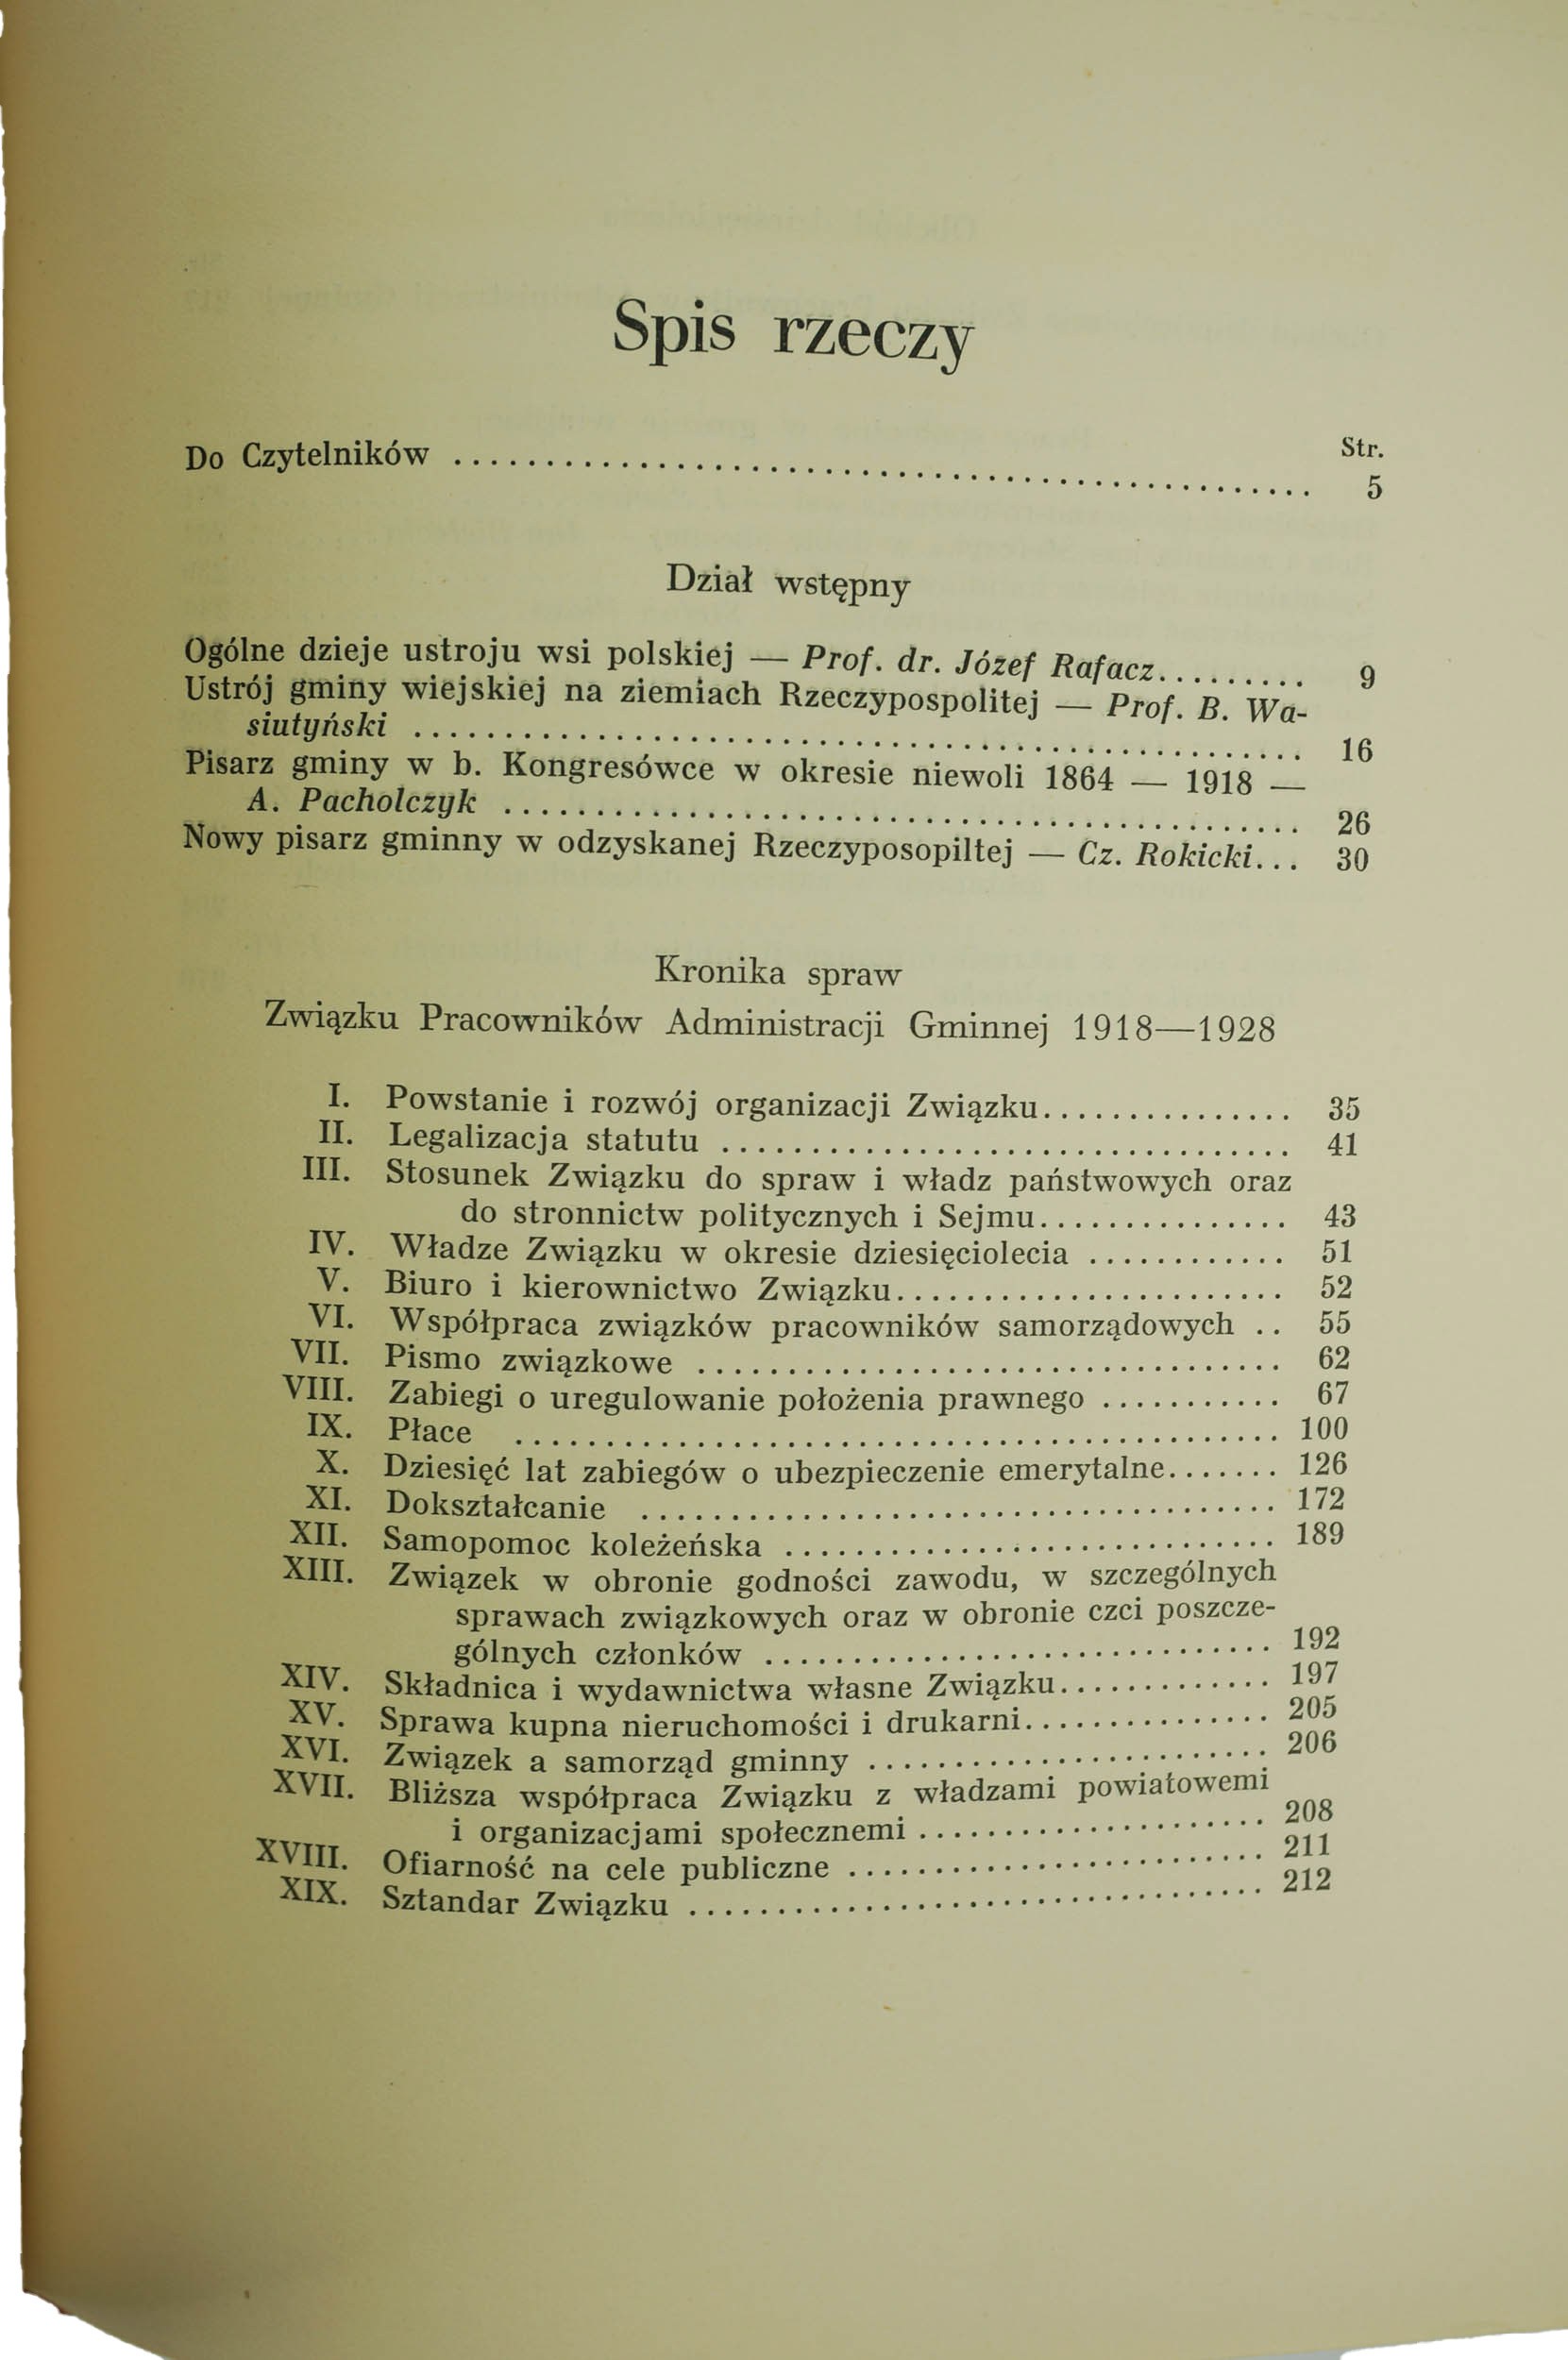 Spis rzeczy
Str.
Do Czytelników ........................................ 5
Dział wstępny
Ogólne dzieje ustroju wsi polskiej — Prof. dr. Józef Rafacz......... 9
Ustrój gminy wiejskiej na ziemiach Rzeczypospolitej — Prof. B. Wa-
siutyński ........................................ 16
Pisarz gminy w b. Kongresówce w okresie niewoli 1864 — 1918 —
A. Pacholczyk ........................................ 26
Nowy pisarz gminny w odzyskanej Rzeczyposopiltej — Cz. Rokicki... 30
Kronika spraw
Związku Pracowników Administracji Gminnej 1918—1928
I. Powstanie i rozwój organizacji Związku.............. 35
II. Legalizacja statutu ................................ 41
III. Stosunek Związku do spraw i władz państwowych oraz
do stronnictw politycznych i Sejmu.............. 43
IV. Władze Związku w okresie dziesięciolecia ............ 51
V. Biuro i kierownictwo Związku...................... 52
VI. Współpraca związków pracowników samorządowych .. 55
VII. Pismo związkowe ................................ 62
VIII. Zabiegi o uregulowanie położenia prawnego ........... 67
IX. Płace ........................................ 100
X. Dziesięć lat zabiegów o ubezpieczenie emerytalne....... 126
XI. Dokształcanie .................................... 172
XII. Samopomoc koleżeńska ............................ 189
XIII. Związek w obronie godności zawodu, w szczególnych
sprawach związkowych oraz w obronie czci poszcze-
gólnych członków ............................ 192
XIV. Składnica i wydawnictwa własne Związku............ 197
XV. Sprawa kupna nieruchomości i drukarni.............. 205
XVI. Związek a samorząd gminny ...................... 206
XVII. Bliższa współpraca Związku z władzami powiatowemi
i organizacjami społecznemi .................... 208
XVIII. Ofiarność na cele publiczne ........................ 211
XIX. Sztandar Związku ................................ 212